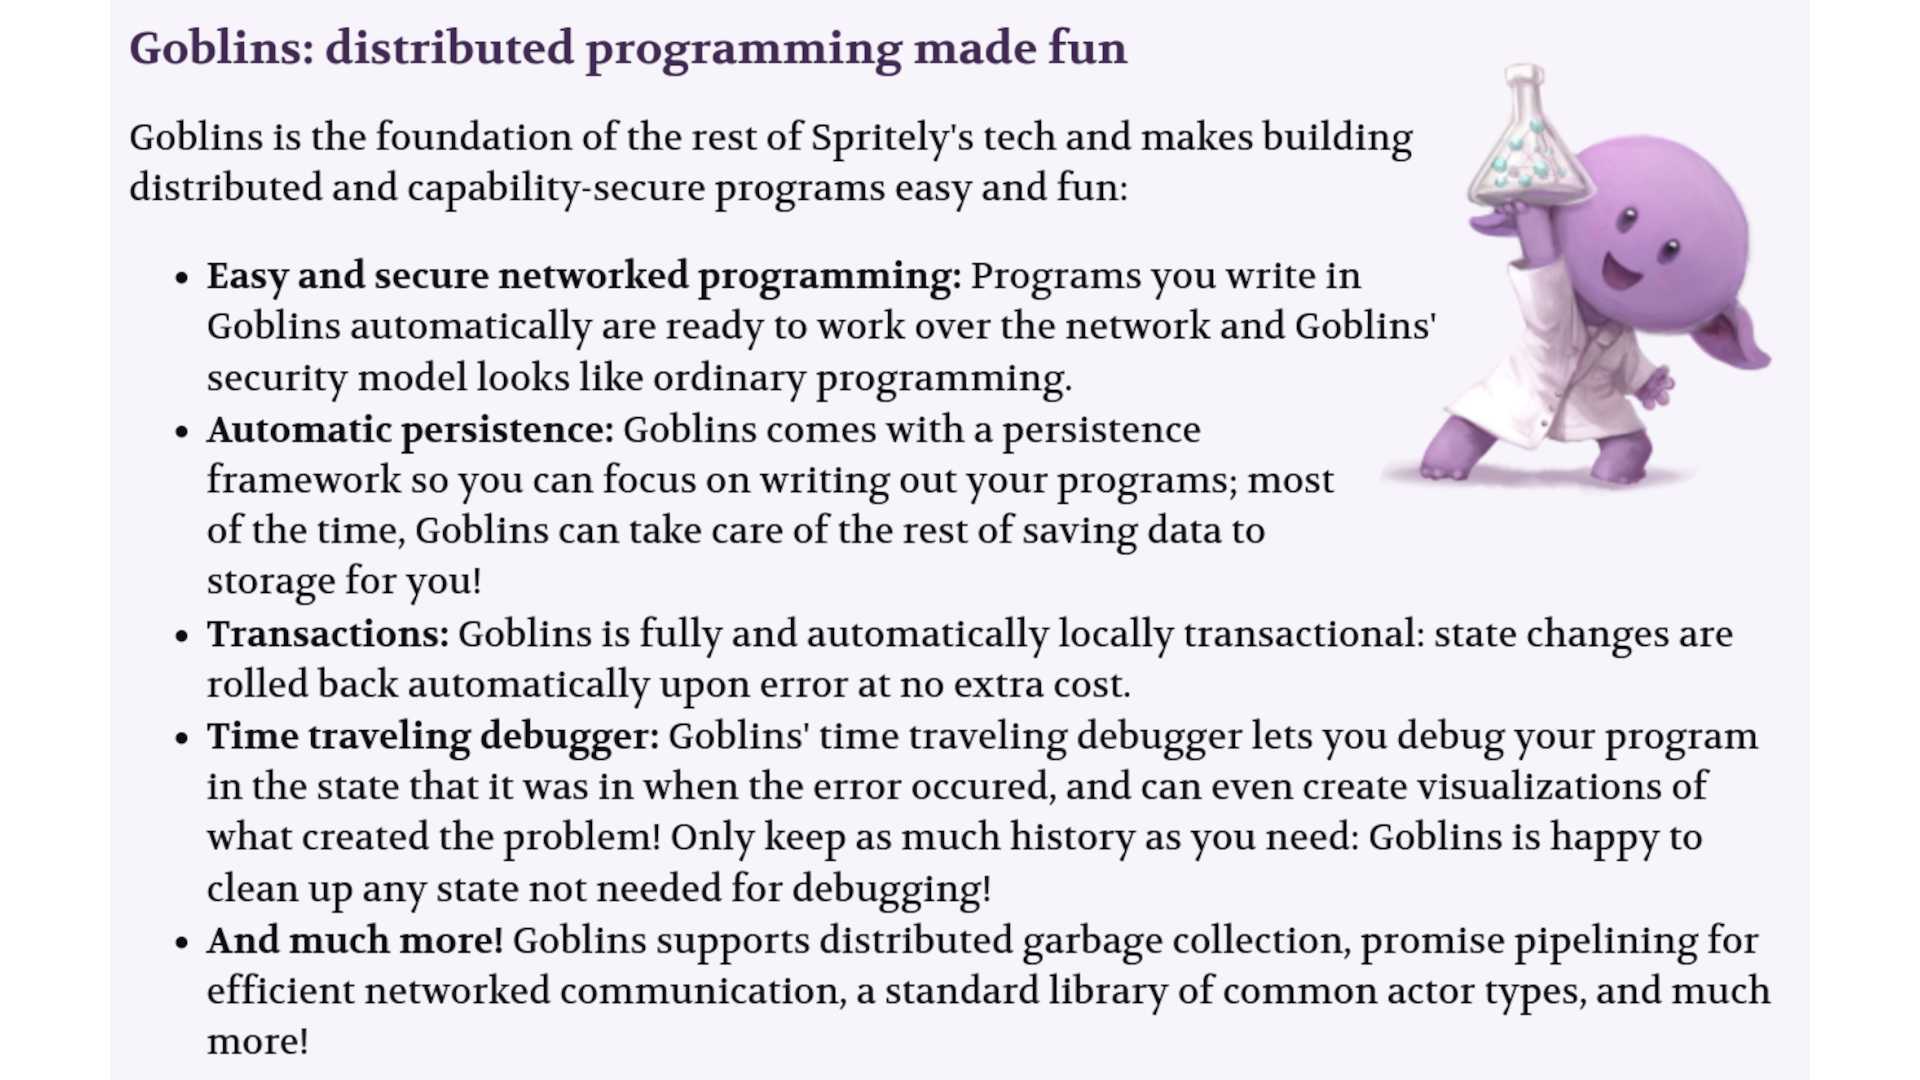 Goblins: distributed programming made fun
Goblins is the foundation of the rest of Spritely's tech and makes building
distributed and capability-secure programs easy and fun:
• Easy and secure networked programming: Programs you write in
Goblins automatically are ready to work over the network and Goblins'
security model looks like ordinary programming.
• Automatic persistence: Goblins comes with a persistence
framework so you can focus on writing out your programs; most
of the time, Goblins can take care of the rest of saving data to
storage for you!
• Transactions: Goblins is fully and automatically locally transactional: state changes are
rolled back automatically upon error at no extra cost.
• Time traveling debugger: Goblins' time traveling debugger lets you debug your program
in the state that it was in when the error occured, and can even create visualizations of
what created the problem! Only keep as much history as you need: Goblins is happy to
clean up any state not needed for debugging!
• And much more! Goblins supports distributed garbage collection, promise pipelining for
efficient networked communication, a standard library of common actor types, and much
more!